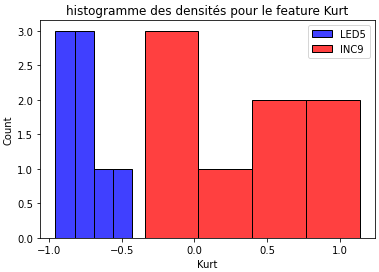 histogramme des densités pour le feature Kurt
LED5
INC9
3.0
2.5
2.0
1.5
1.0
0.5
0.0
Count
−1.0 −0.5 0.0 0.5 1.0
Kurt